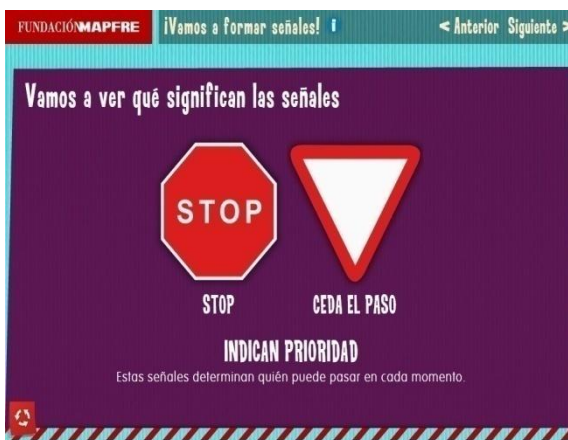 FUNDACIÓNMAPFRE ¡Vamos a formar señales! i < Anterior Siguiente >
Vamos a ver qué significan las señales
STOP
STOP CEDA EL PASO
INDICAN PRIORIDAD
Estas señales determinan quién puede pasar en cada momento.